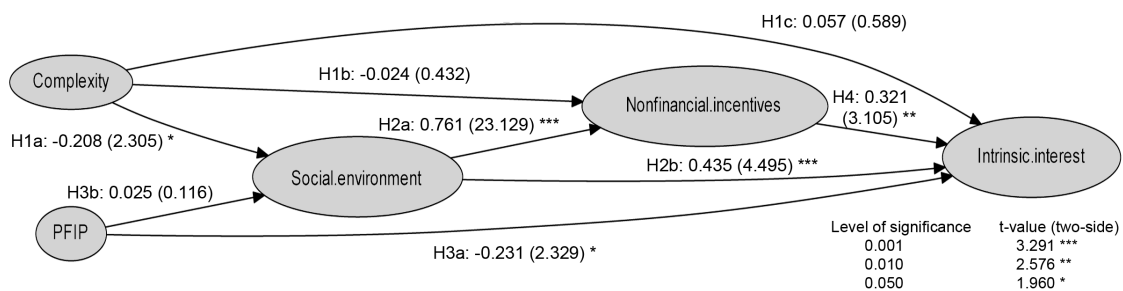 H1c: 0.057 (0.589)
Complexity
H1b: -0.024 (0.432)
Nonfinancial.incentives
H4: 0.321
(3.105) **
H2a: 0.761 (23.129) ***
H1a: -0.208 (2.305) *
Intrinsic.interest
H2b: 0.435 (4.495) ***
Social.environment
H3b: 0.025 (0.116)
PFIP
H3a: -0.231 (2.329) *
Level of significance t-value (two-side)
0.001 3.291 ***
0.010 2.576 **
0.050 1.960 *